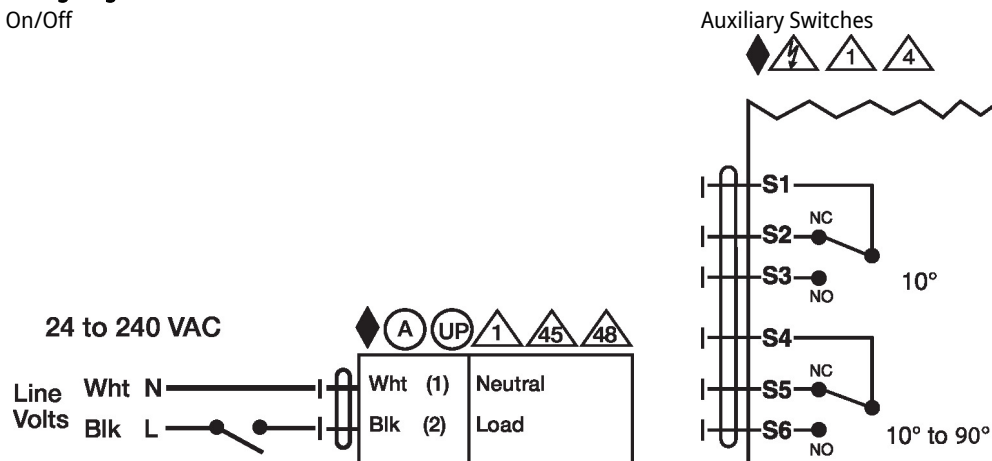 On/Off
Auxiliary Switches
1 4
S1
NC
S2
S3
NO
10°
S4
NC
S5
S6
NO
10° to 90°
24 to 240 VAC
A UP 1 45 48
Line
Volts
Wht N
Blk L
Wht (1) Neutral
Blk (2) Load